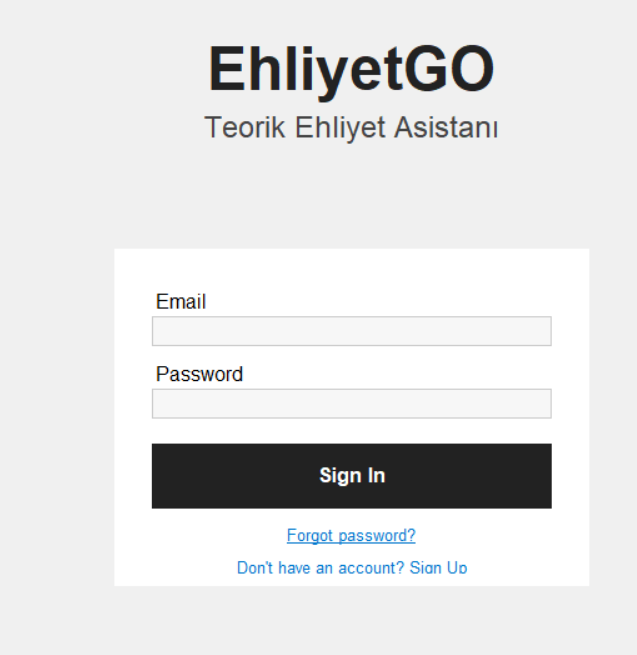 EhliyetGO
Teorik Ehliyet Asistanı
Email
Password
Sign In
Forgot password?
Don't have an account? Sign Up